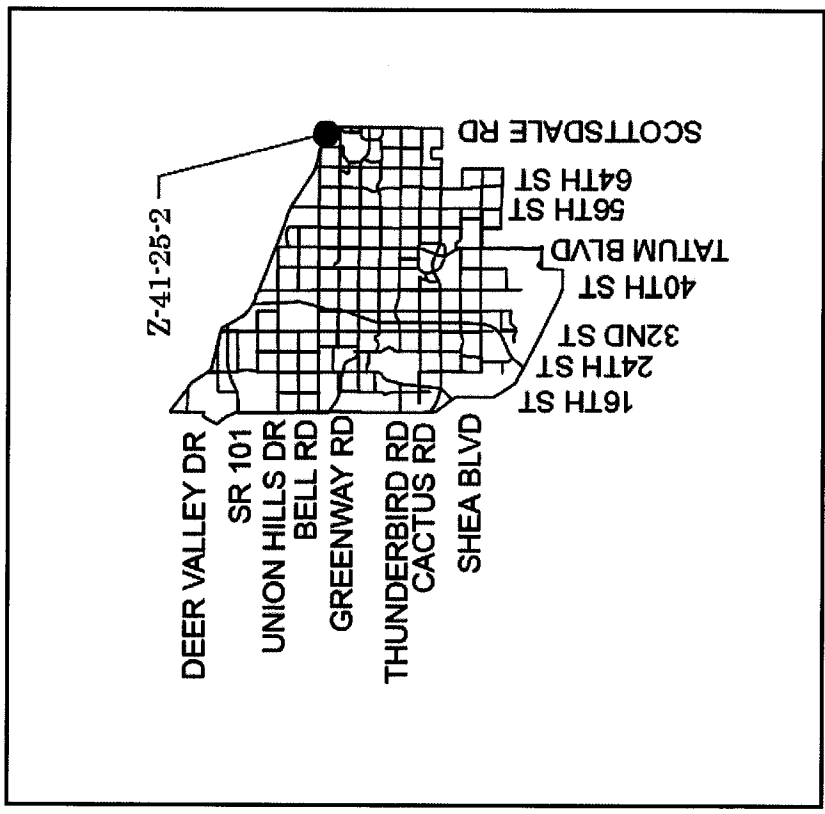 Z-41-25-2
DEER VALLEY DR
SR 101
UNION HILLS DR
BELL RD
GREENWAY RD
THUNDERBIRD RD
CACTUS RD
SHEA BLVD
16TH ST
24TH ST
32ND ST
40TH ST
TATUM BLVD
56TH ST
64TH ST
SCOTTSDALE RD